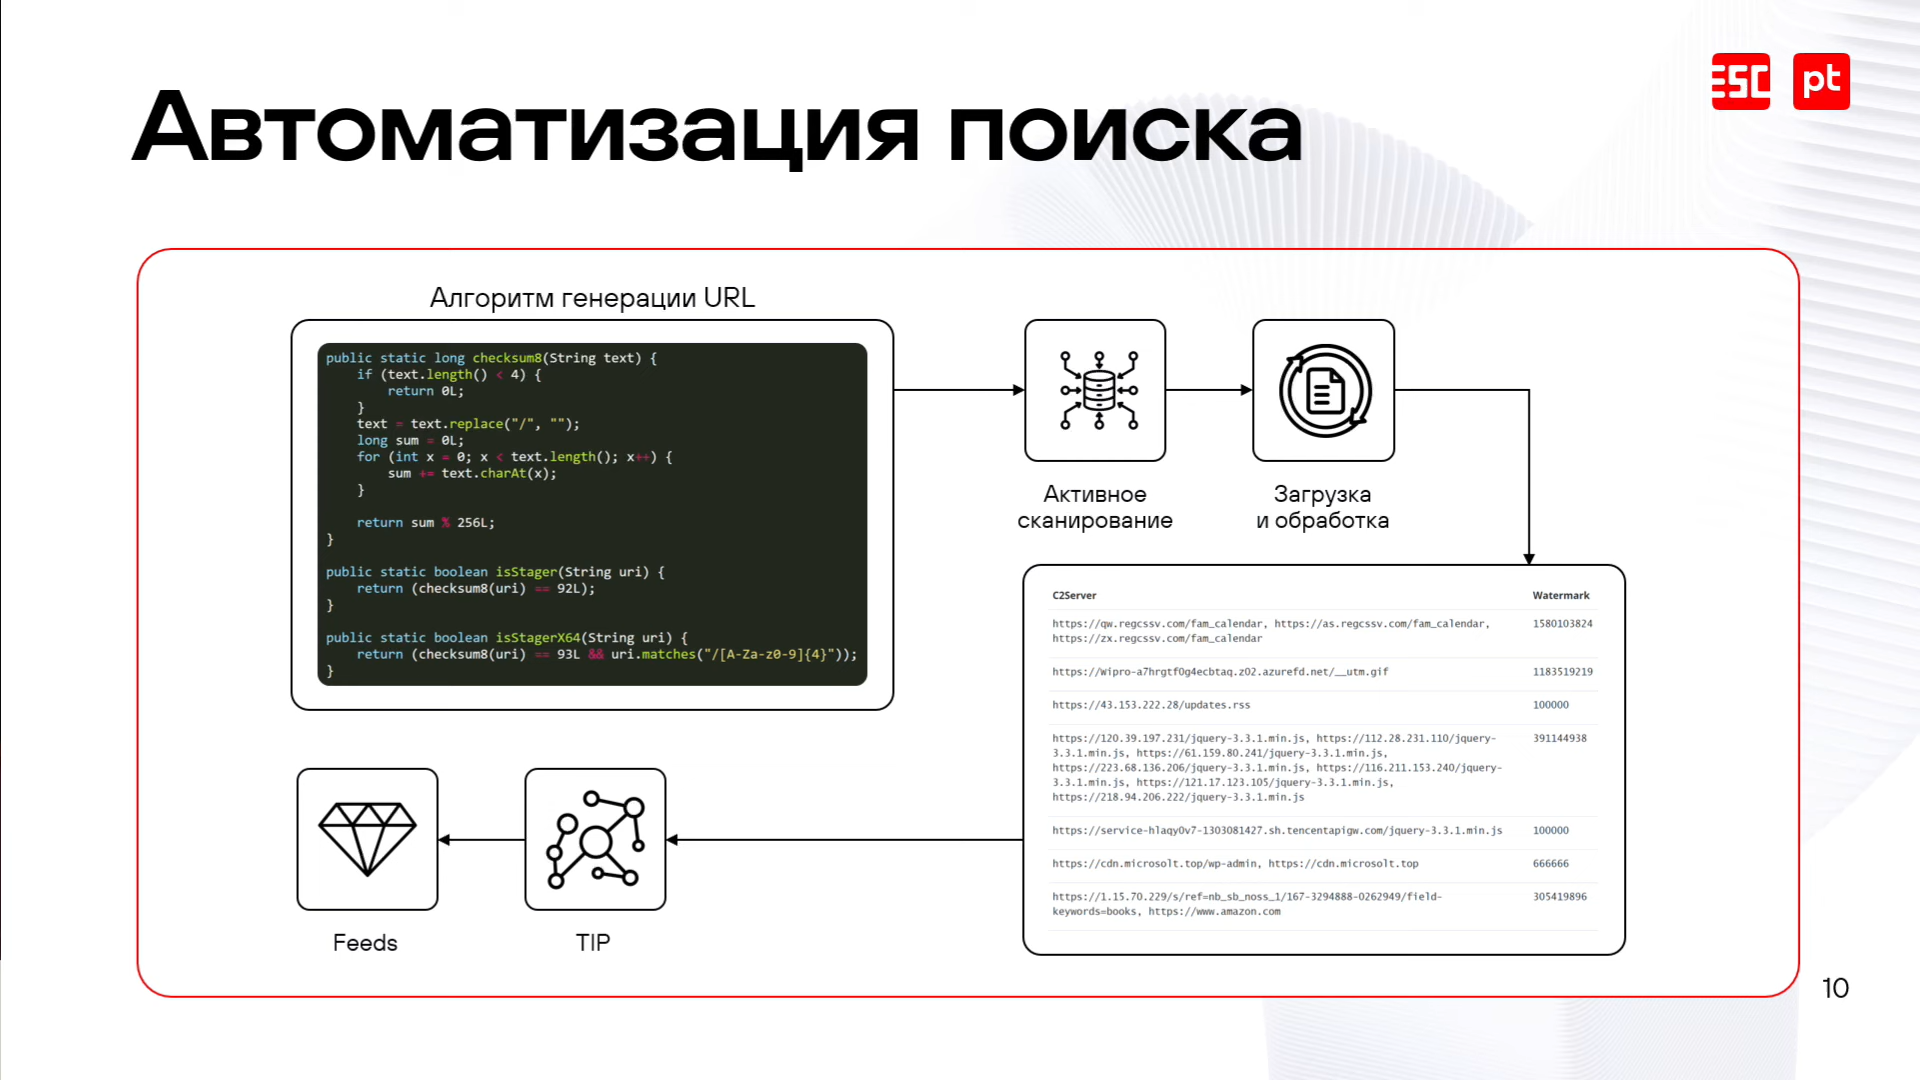 ESC pt
Автоматизация поиска
Алгоритм генерации URL
public static long checksum8(String text) {
    if (text.length() < 4) {
        return 0L;
    }
    text = text.replace("/", "");
    long sum = 0L;
    for (int x = 0; x < text.length(); x++) {
        sum += text.charAt(x);
    }
    return sum % 256L;
}
public static boolean isStager(String uri) {
    return (checksum8(uri) == 92L);
}
public static boolean isStagerX64(String uri) {
    return (checksum8(uri) == 93L && uri.matches("/[A-Za-z0-9]{4}"));
}
Активное
сканирование
Загрузка
и обработка
C2Server Watermark
https://qw.regcssv.com/fam_calendar, https://as.regcssv.com/fam_calendar, 1580103824
https://zx.regcssv.com/fam_calendar
https://wipro-a7hrgtf0g4ecbtaq.z02.azurefd.net/__utm.gif 1183519219
https://43.153.222.28/updates.rss 100000
https://120.39.197.231/jquery-3.3.1.min.js, https://112.28.231.110/jquery- 391144938
3.3.1.min.js, https://61.159.80.241/jquery-3.3.1.min.js,
https://223.68.136.206/jquery-3.3.1.min.js, https://116.211.153.240/jquery-
3.3.1.min.js, https://121.17.123.105/jquery-3.3.1.min.js,
https://218.94.206.222/jquery-3.3.1.min.js
https://service-hlaqy0v7-1303081427.sh.tencentapigw.com/jquery-3.3.1.min.js 100000
https://cdn.microsolt.top/wp-admin, https://cdn.microsolt.top 666666
https://1.15.70.229/s/ref=nb_sb_noss_1/167-3294888-0262949/field- 305419896
keywords=books, https://www.amazon.com
Feeds
TIP
10